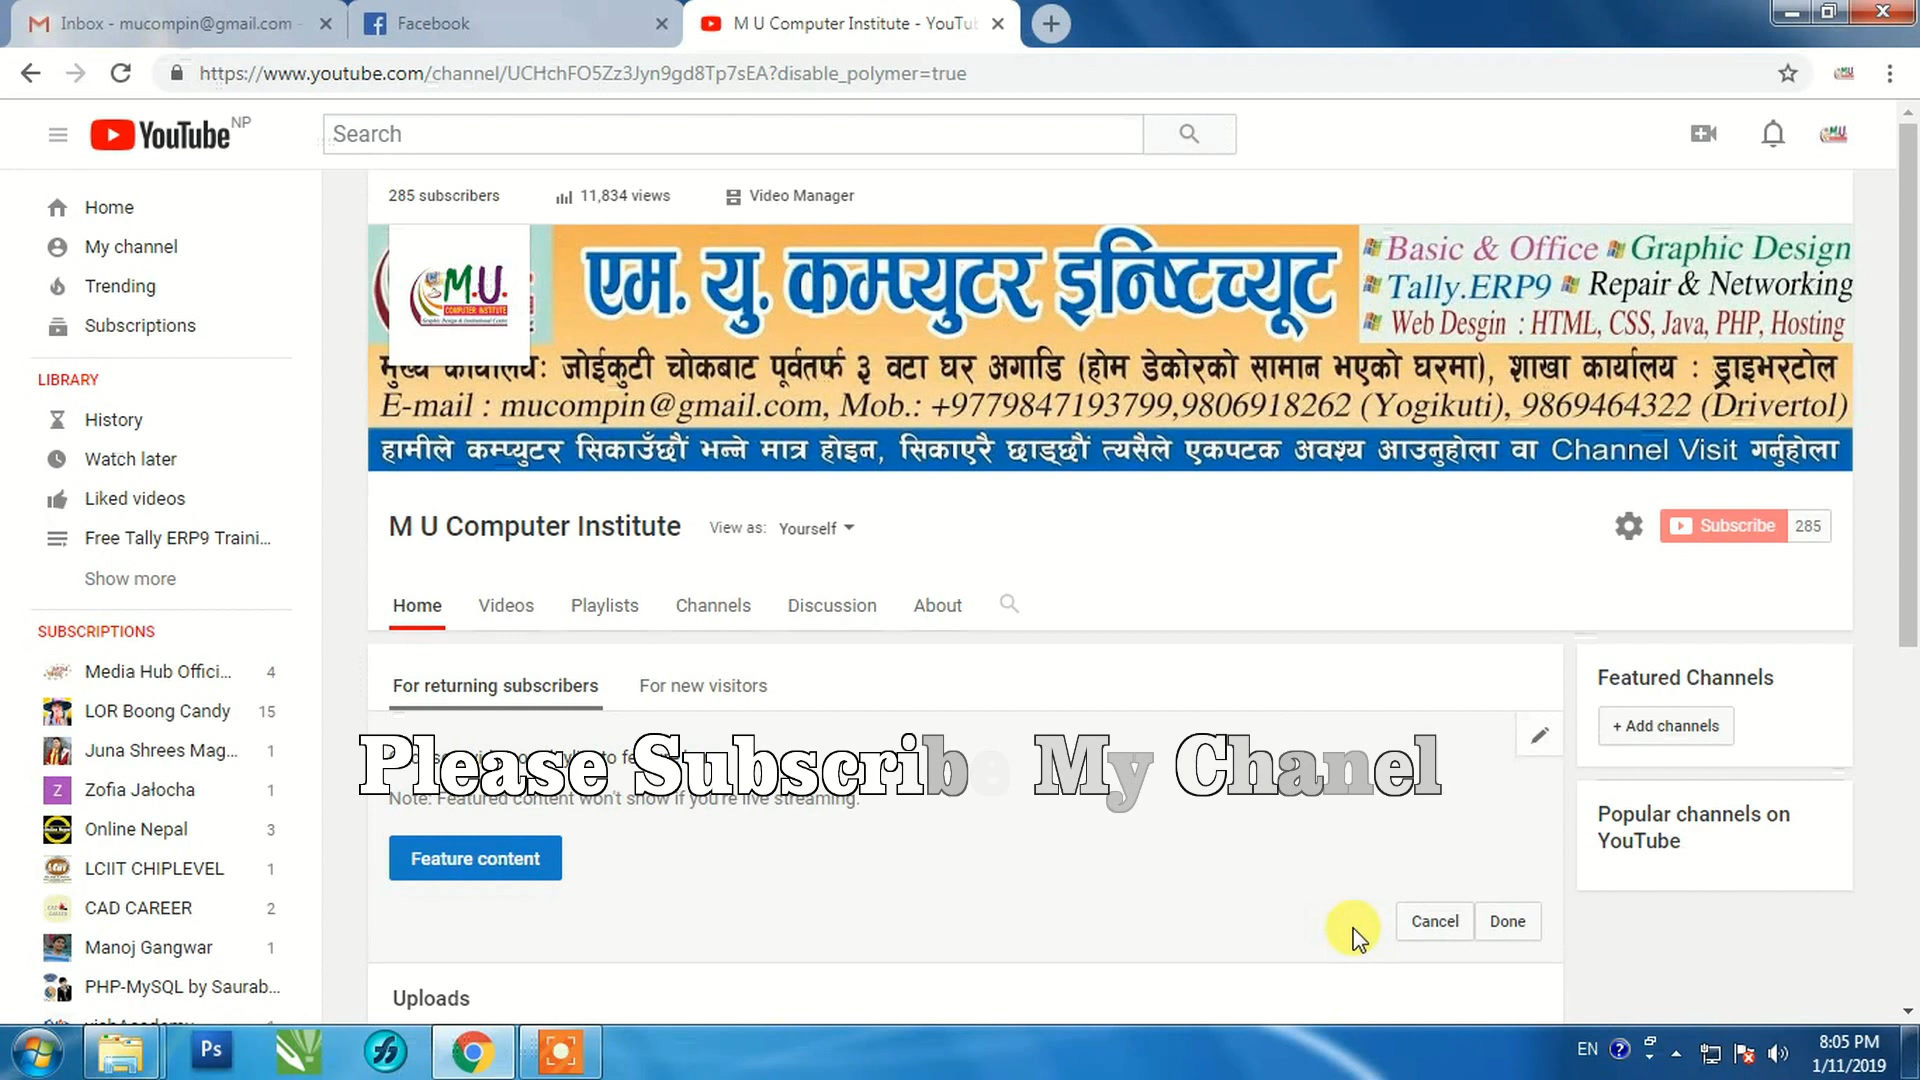 Inbox - mucompin@gmail.com -
Facebook
M U Computer Institute - YouTu
https://www.youtube.com/channel/UCHchFO5Zz3Jyn9gd8Tp7sEA?disable_polymer=true
YouTube NP
Search
Home
My channel
Trending
Subscriptions
LIBRARY
History
Watch later
Liked videos
Free Tally ERP9 Traini...
Show more
SUBSCRIPTIONS
Media Hub Offici... 4
LOR Boong Candy 15
Juna Shrees Mag... 1
Z Zofia Jałocha 1
Online Nepal 3
LCIIT CHIPLEVEL 1
CAD CAREER 2
Manoj Gangwar 1
PHP-MySQL by Saurab...
285 subscribers 11,834 views Video Manager
M.U.
COMPUTER INSTITUTE
एम. यु. कम्प्युटर इन्ष्टिच्यूट
Basic & Office Graphic Design
Tally.ERP9 Repair & Networking
Web Desgin : HTML, CSS, Java, PHP, Hosting
मुख्य कार्यालय: जोईकुटी चोकबाट पूर्वतर्फ ३ वटा घर अगाडि (होम डेकोरको सामान भएको घरमा), शाखा कार्यालय : ड्राइभरटोल
E-mail : mucompin@gmail.com, Mob.: +9779847193799,9806918262 (Yogikuti), 9869464322 (Drivertol)
हामीले कम्प्युटर सिकाउँछौं भन्ने मात्र होइन, सिकाएरै छाड्छौं त्यसैले एकपटक अवश्य आउनुहोला वा Channel Visit गर्नुहोला
M U Computer Institute View as: Yourself
Subscribe 285
Home Videos Playlists Channels Discussion About
For returning subscribers For new visitors
Please Subscribe My Chanel
Note: Featured content won't show if you're live streaming.
Feature content
Cancel Done
Uploads
Featured Channels
+ Add channels
Popular channels on
YouTube
Ps
EN
8:05 PM
1/11/2019